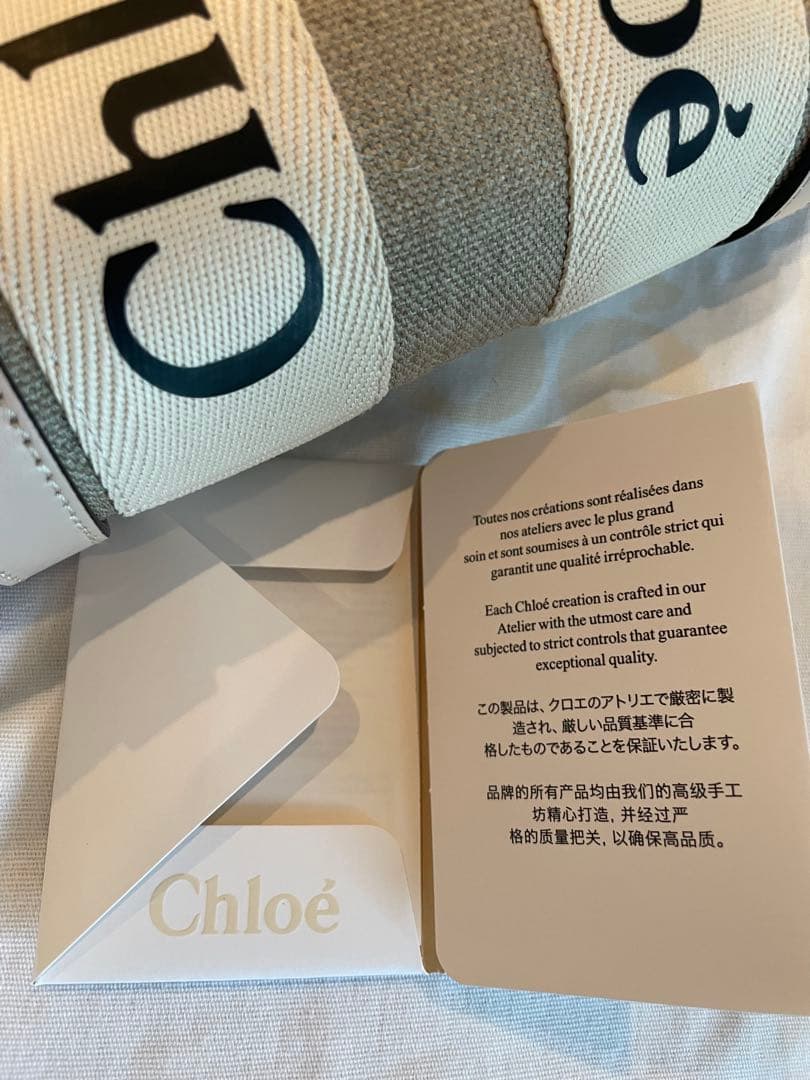 Chl
oé
Toutes nos créations sont réalisées dans
nos ateliers avec le plus grand
soin et sont soumises à un contrôle strict qui
garantit une qualité irréprochable.
Each Chloé creation is crafted in our
Atelier with the utmost care and
subjected to strict controls that guarantee
exceptional quality.
この製品は、クロエのアトリエで厳密に製
造され、厳しい品質基準に合
格したものであることを保証いたします。
品牌的所有产品均由我们的高级手工
坊精心打造, 并经过严
格的质量把关, 以确保高品质。
Chloé